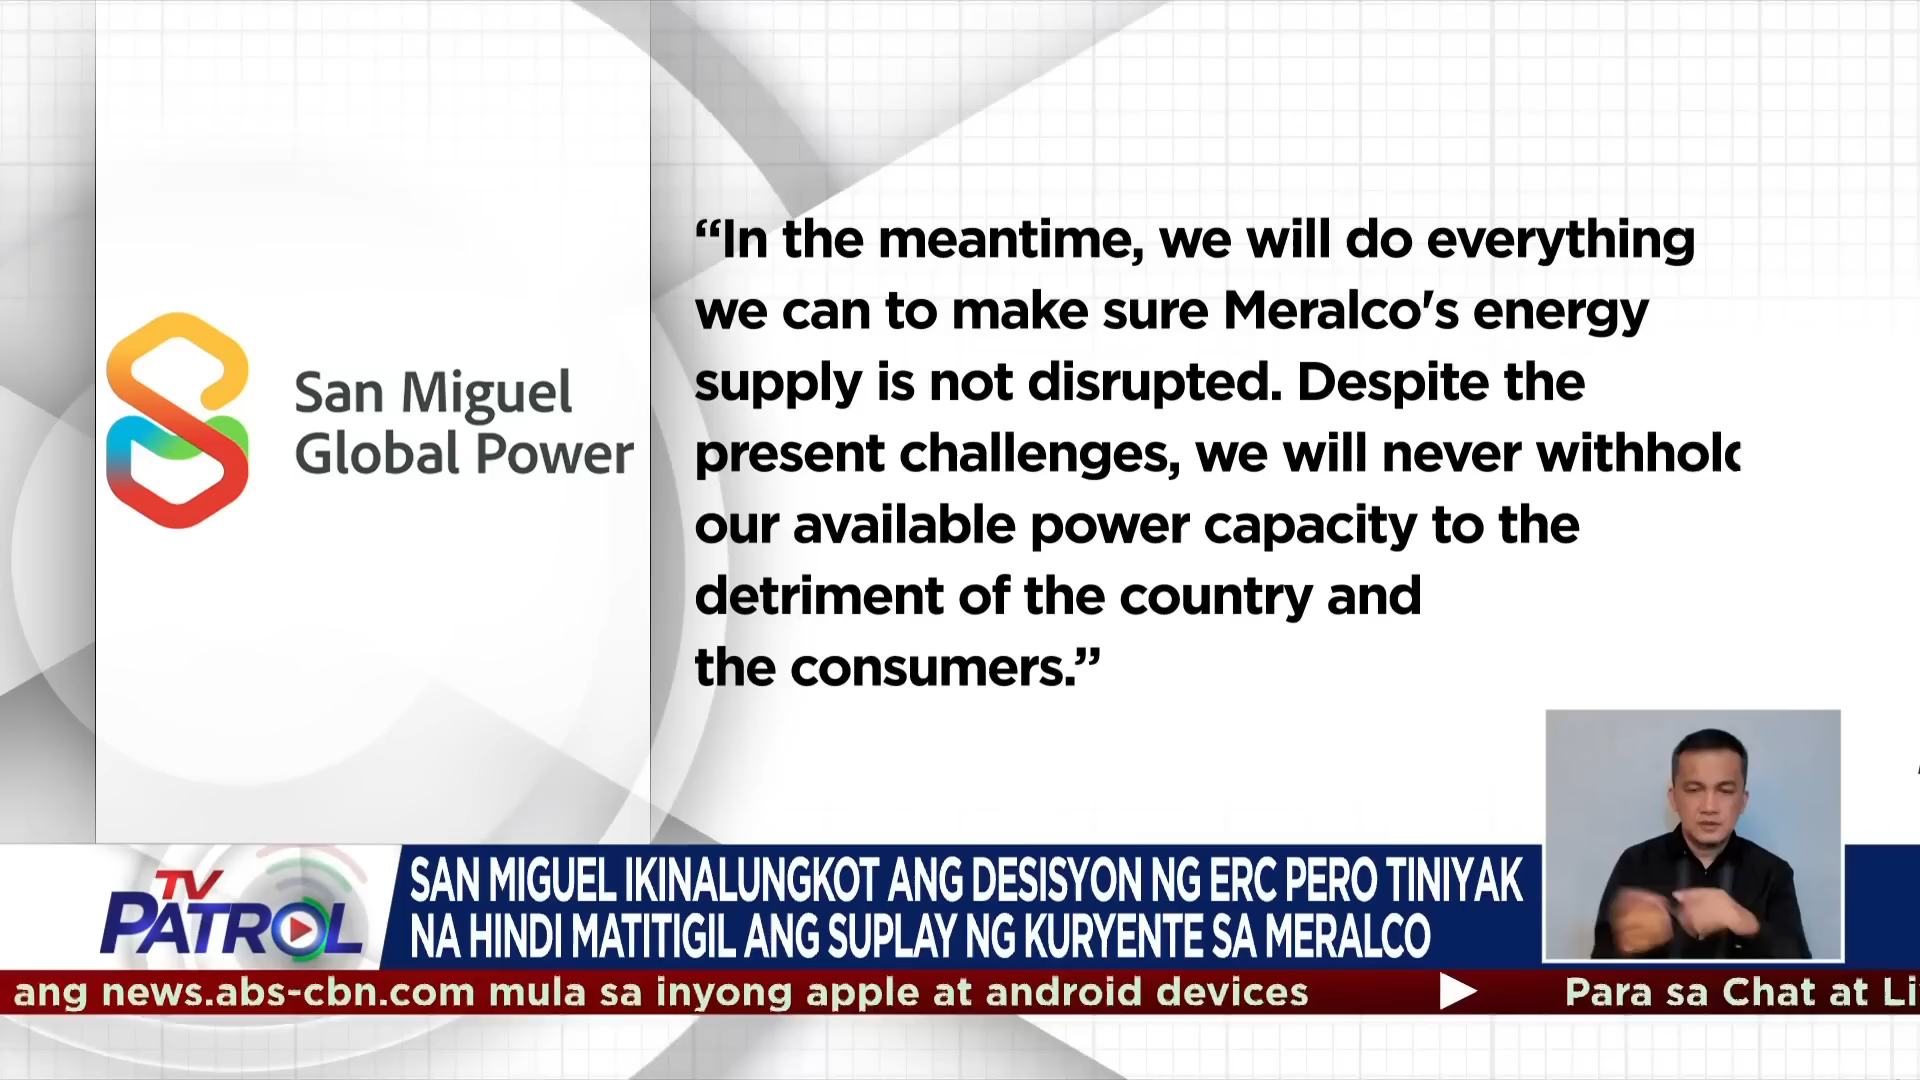 “In the meantime, we will do everything
we can to make sure Meralco's energy
supply is not disrupted. Despite the
present challenges, we will never withhold
our available power capacity to the
detriment of the country and
the consumers.”
San Miguel
Global Power
TV
PATROL
SAN MIGUEL IKINALUNGKOT ANG DESISYON NG ERC PERO TINIYAK
NA HINDI MATITIGIL ANG SUPLAY NG KURYENTE SA MERALCO
ang news.abs-cbn.com mula sa inyong apple at android devices
Para sa Chat at Li